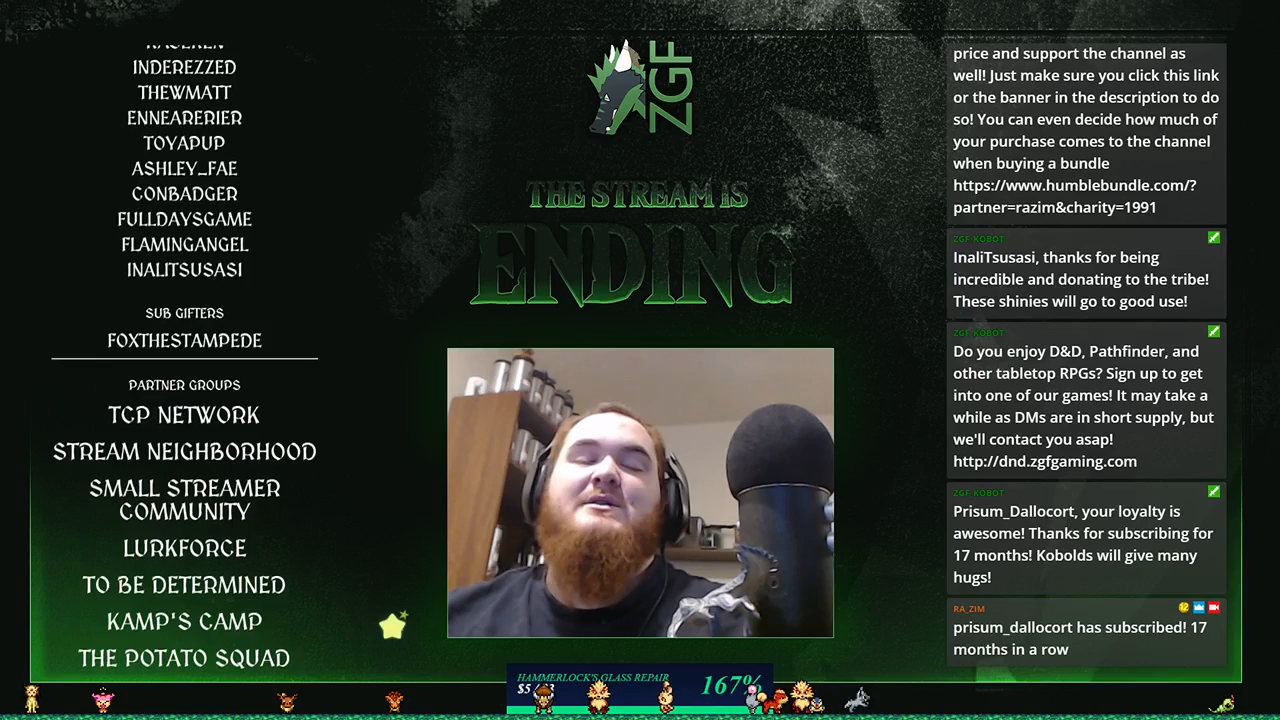 INDEREZZED
THEWMATT
ENNEARERIER
TOYAPUP
ASHLEY_FAE
CONBADGER
FULLDAYSGAME
FLAMINGANGEL
INALITSUSASI
SUB GIFTERS
FOXTHESTAMPEDE
PARTNER GROUPS
TCP NETWORK
STREAM NEIGHBORHOOD
SMALL STREAMER
COMMUNITY
LURKFORCE
TO BE DETERMINED
KAMP'S CAMP
THE POTATO SQUAD
ZGF
THE STREAM IS
ENDING
HAMMERLOCK'S GLASS REPAIR
$5
167%
price and support the channel as
well! Just make sure you click this link
or the banner in the description to do
so! You can even decide how much of
your purchase comes to the channel
when buying a bundle
https://www.humblebundle.com/?
partner=razim&charity=1991
ZGF KOBOT
InaliTsusasi, thanks for being
incredible and donating to the tribe!
These shinies will go to good use!
ZGF KOBOT
Do you enjoy D&D, Pathfinder, and
other tabletop RPGs? Sign up to get
into one of our games! It may take a
while as DMs are in short supply, but
we'll contact you asap!
http://dnd.zgfgaming.com
ZGF KOBOT
Prisum_Dallocort, your loyalty is
awesome! Thanks for subscribing for
17 months! Kobolds will give many
hugs!
RA_ZIM
prisum_dallocort has subscribed! 17
months in a row